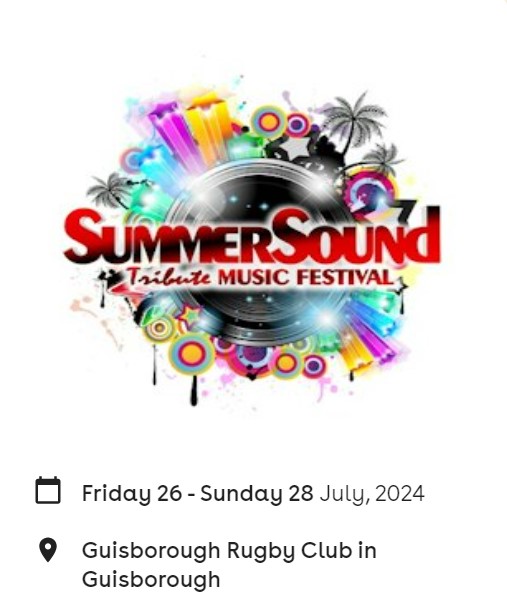 SummerSound
Tribute MUSIC FESTIVAL
Friday 26 - Sunday 28 July, 2024
Guisborough Rugby Club in
Guisborough